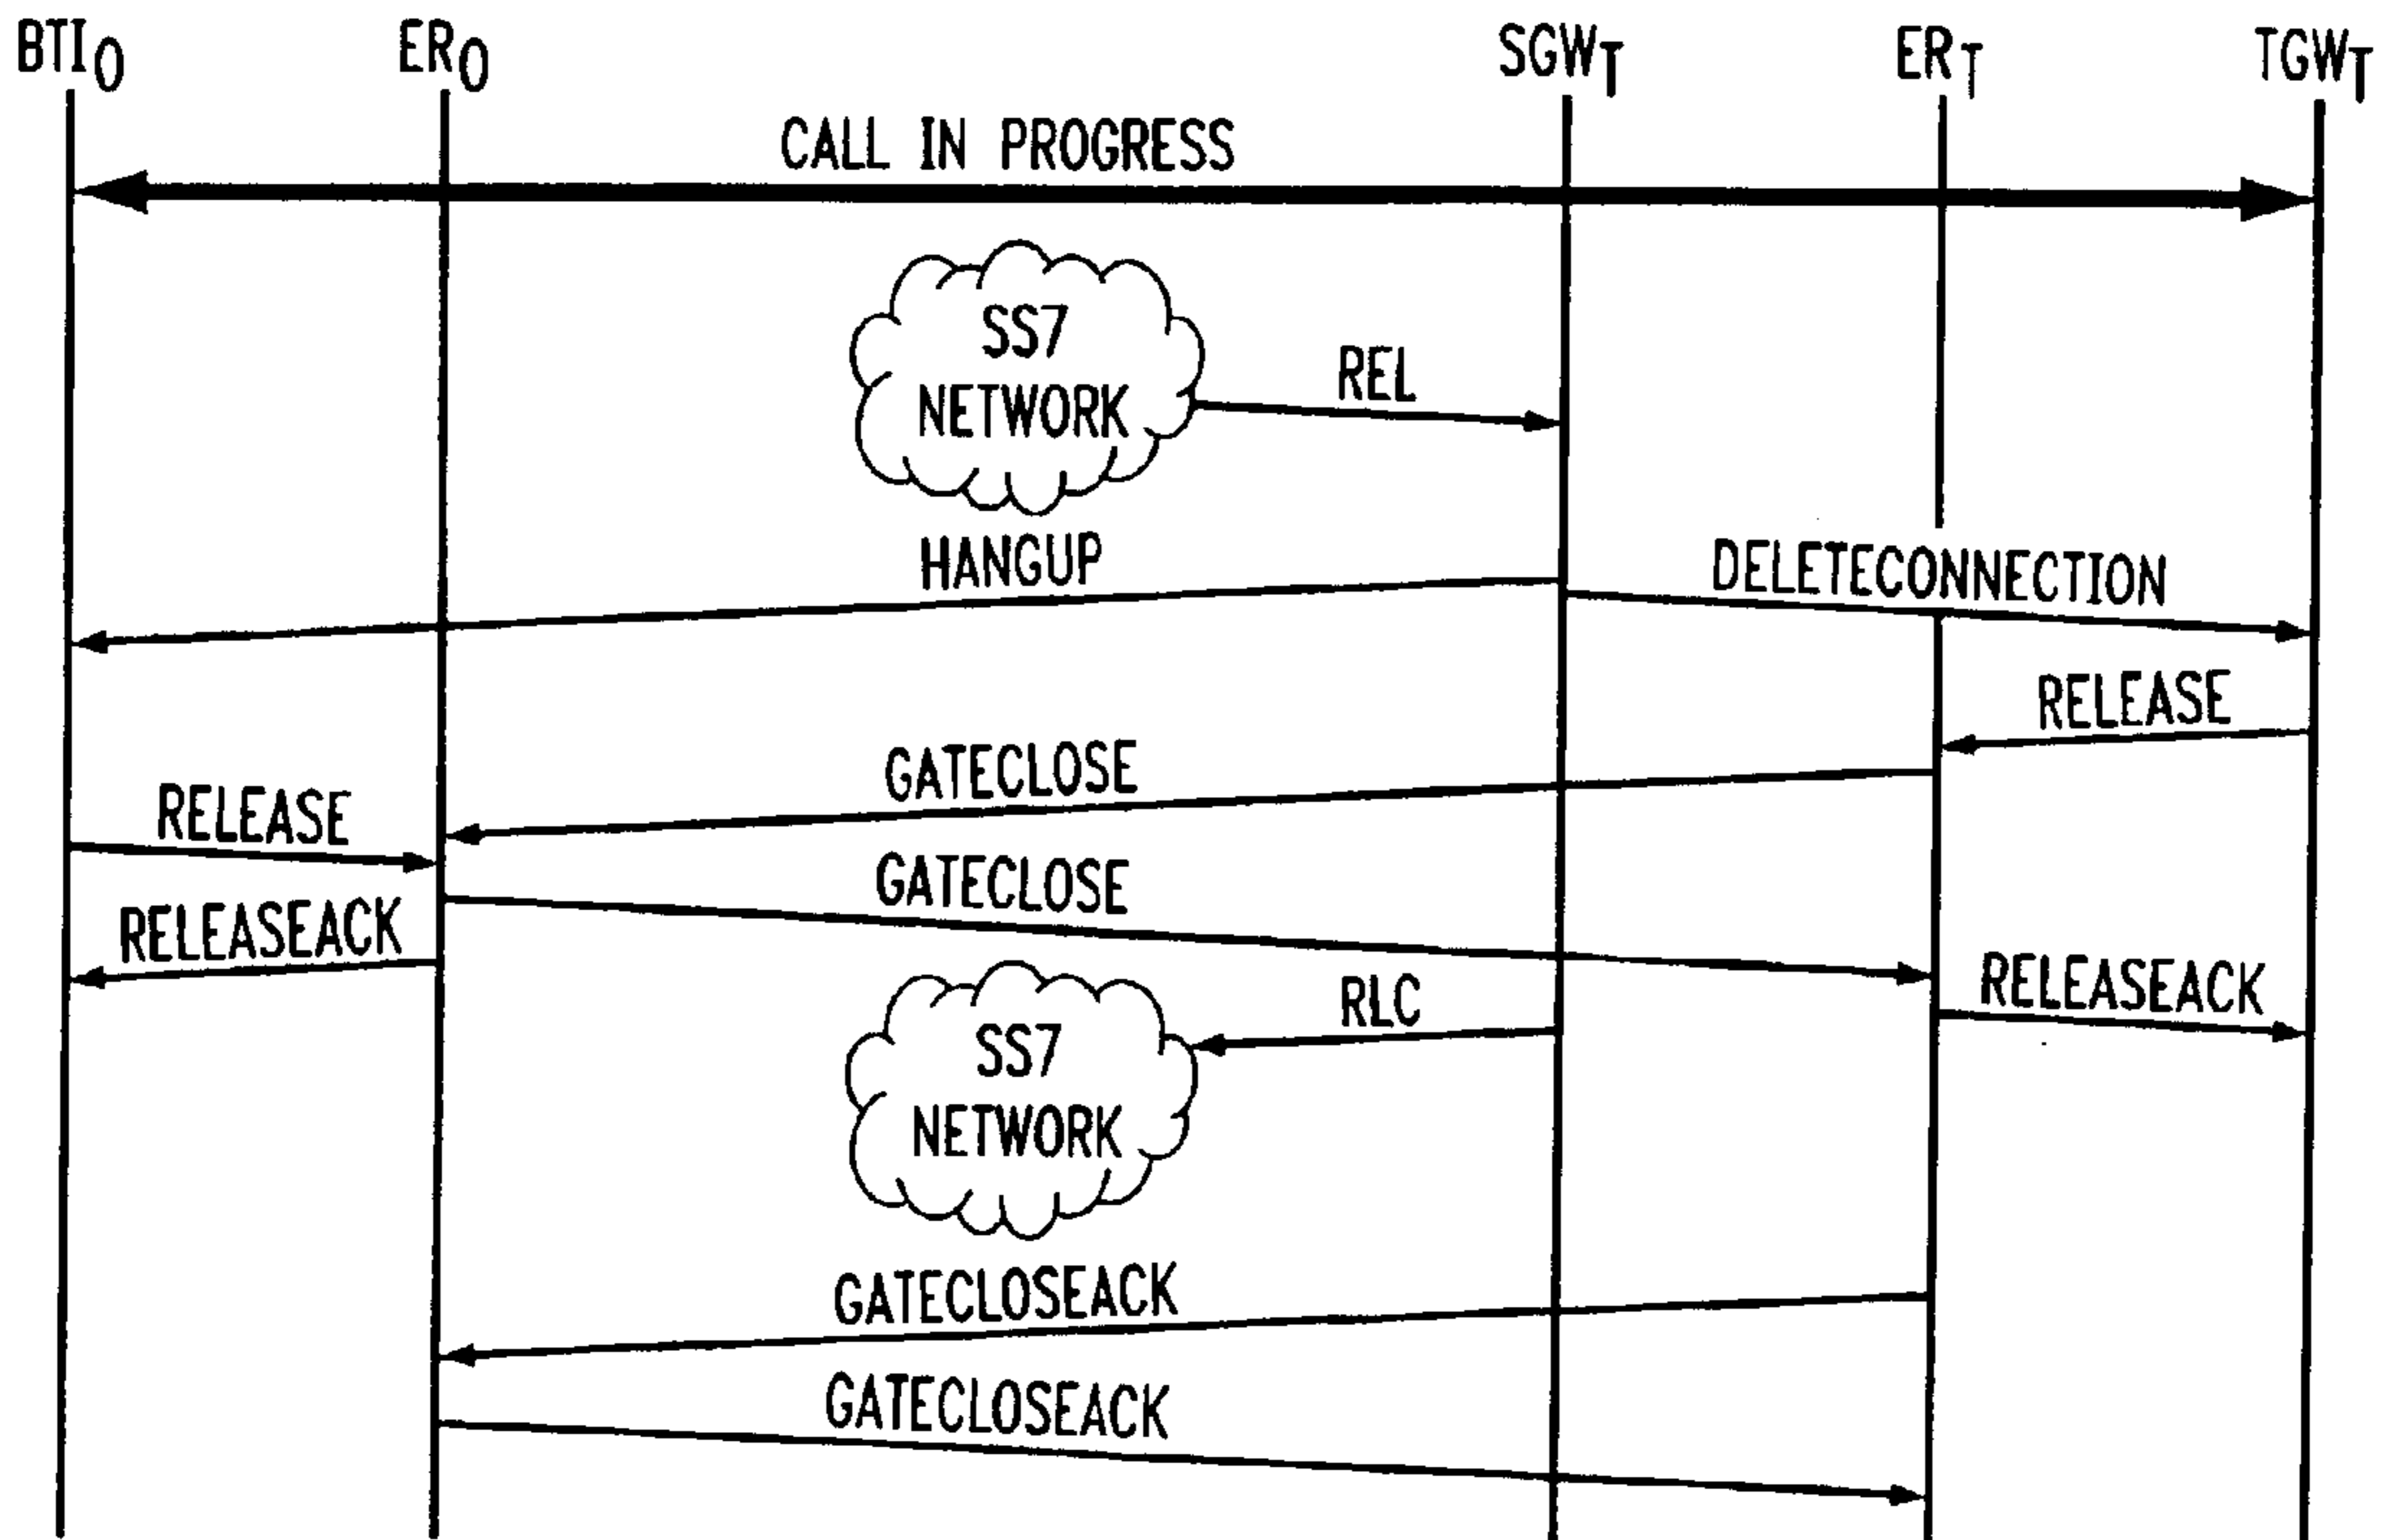 BTIO ERO SGWT ERT TGWT
CALL IN PROGRESS
SS7
NETWORK
REL
HANGUP
DELETECONNECTION
RELEASE
GATECLOSE
RELEASE
GATECLOSE
RELEASEACK
RLC
RELEASEACK
SS7
NETWORK
GATECLOSEACK
GATECLOSEACK